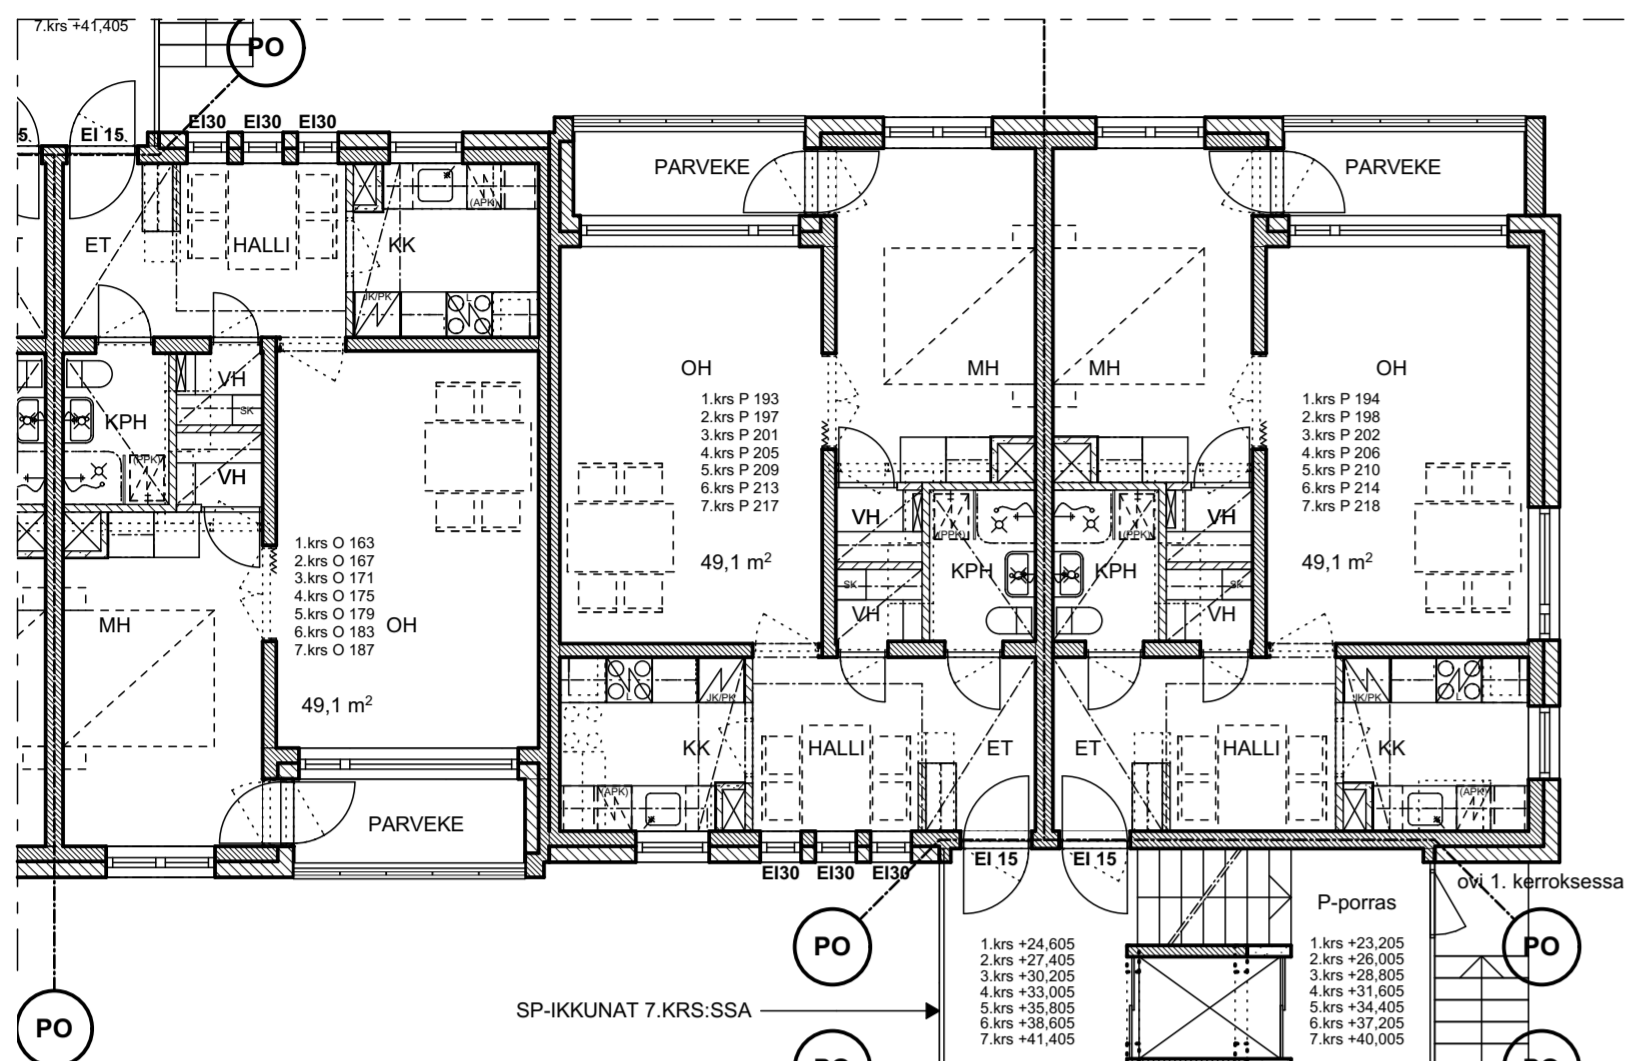 7.krs +41,405
PO
5
EI 15
EI30
EI30
EI30
PARVEKE
PARVEKE
ET
HALLI
KK
(APK)
JK/PK
L
T
VH
SK
KPH
(PPK)
VH
OH
MH
MH
OH
1.krs P 193
2.krs P 197
3.krs P 201
4.krs P 205
5.krs P 209
6.krs P 213
7.krs P 217
1.krs P 194
2.krs P 198
3.krs P 202
4.krs P 206
5.krs P 210
6.krs P 214
7.krs P 218
1.krs O 163
2.krs O 167
3.krs O 171
4.krs O 175
5.krs O 179
6.krs O 183
7.krs O 187
VH
(PPK)
(PPK)
VH
49,1 m²
KPH
KPH
49,1 m²
SK
SK
VH
VH
MH
OH
49,1 m²
L
JK/PK
JK/PK
L
KK
HALLI
ET
ET
HALLI
KK
(APK)
(APK)
PARVEKE
EI30
EI30
EI30
EI 15
EI 15
ovi 1. kerroksessa
P-porras
PO
PO
1.krs +24,605
2.krs +27,405
3.krs +30,205
4.krs +33,005
5.krs +35,805
6.krs +38,605
7.krs +41,405
1.krs +23,205
2.krs +26,005
3.krs +28,805
4.krs +31,605
5.krs +34,405
6.krs +37,205
7.krs +40,005
SP-IKKUNAT 7.KRS:SSA
PO
PO
PO